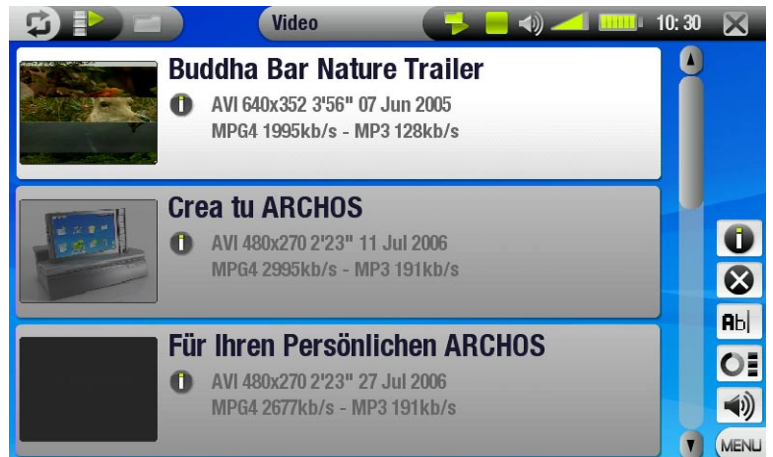 Video
10:30
Buddha Bar Nature Trailer
AVI 640x352 3'56" 07 Jun 2005
MPG4 1995kb/s - MP3 128kb/s
Crea tu ARCHOS
AVI 480x270 2'23" 11 Jul 2006
MPG4 2995kb/s - MP3 191kb/s
Ab
Für Ihren Persönlichen ARCHOS
AVI 480x270 2'23" 27 Jul 2006
MPG4 2677kb/s - MP3 191kb/s
MENU